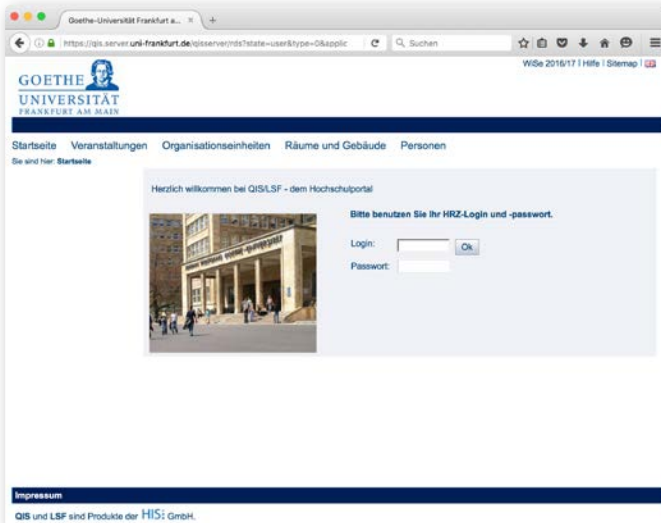 Goethe-Universität Frankfurt a...
https://qis.server.uni-frankfurt.de/qisserver/rds?state=user&type=0&applic
Suchen
WiSe 2016/17 | Hilfe | Sitemap |
GOETHE
UNIVERSITÄT
FRANKFURT AM MAIN
Startseite Veranstaltungen Organisationseinheiten Räume und Gebäude Personen
Sie sind hier: Startseite
Herzlich willkommen bei QIS/LSF - dem Hochschulportal
Bitte benutzen Sie Ihr HRZ-Login und -passwort.
Login: Ok
Passwort:
Impressum
QIS und LSF sind Produkte der HIS: GmbH.